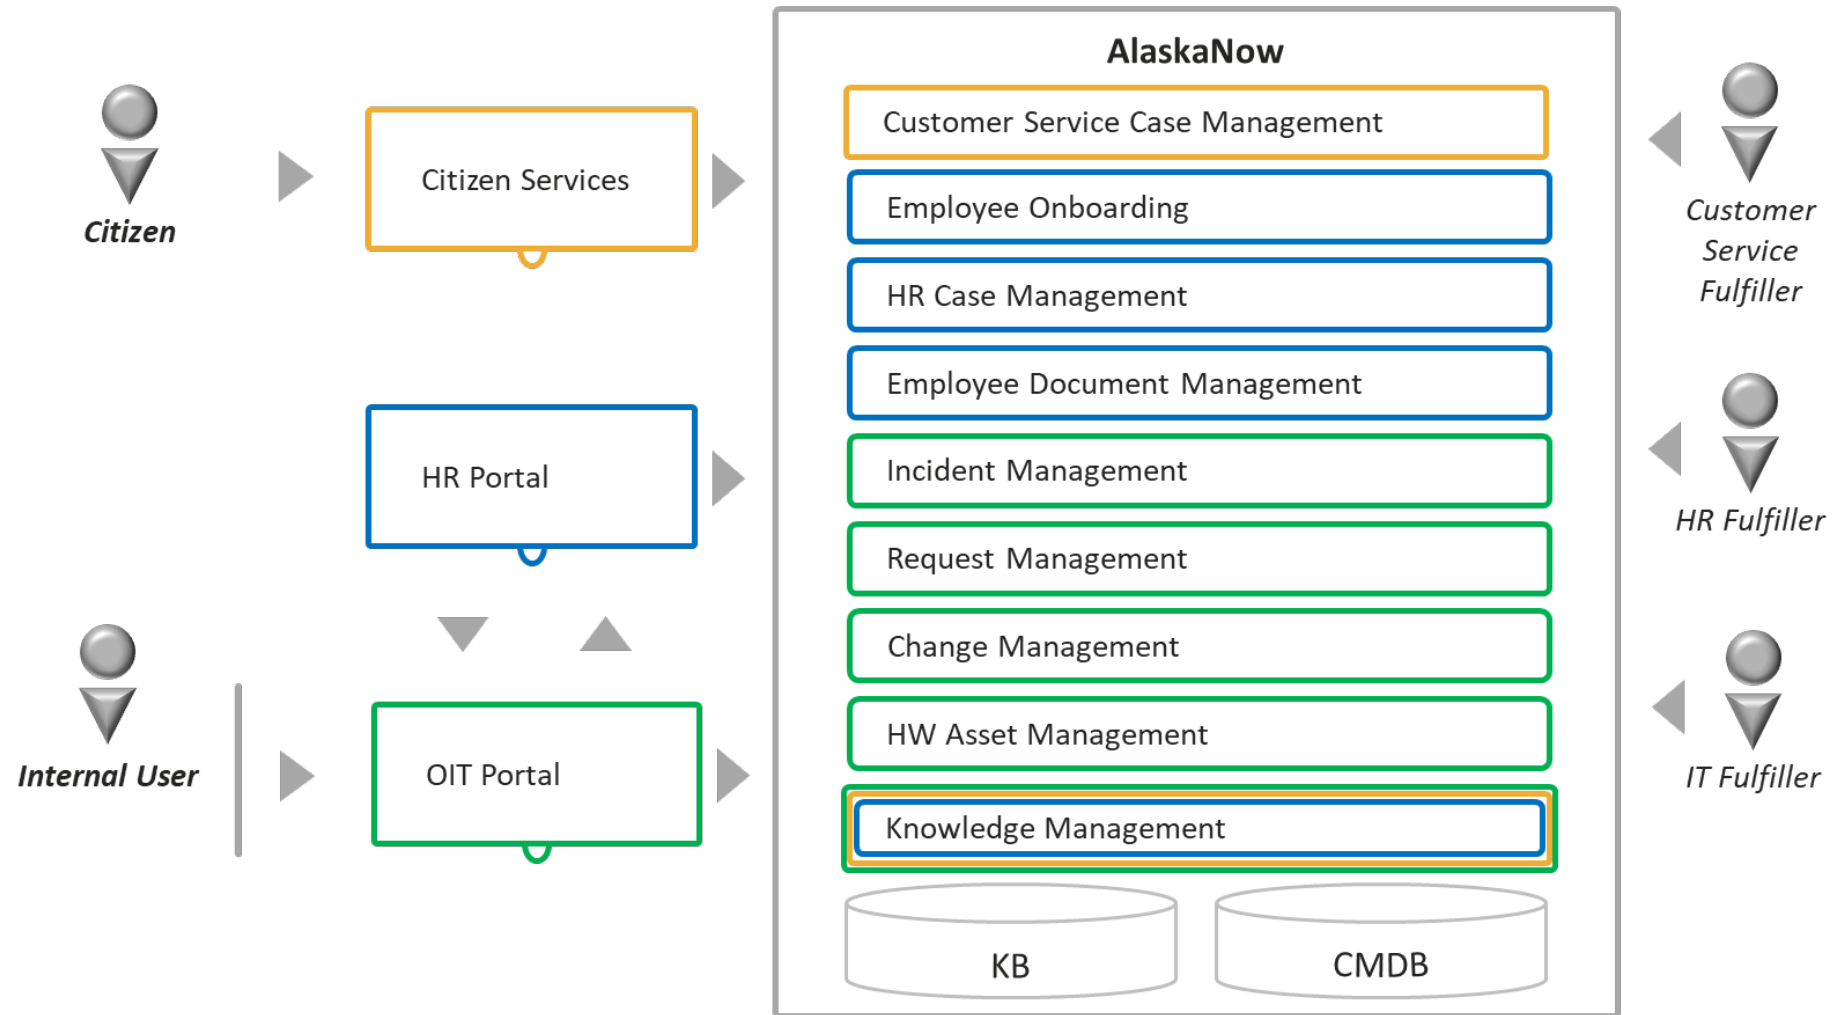 AlaskaNow
Citizen
Citizen Services
Customer Service Case Management
Customer
Service
Fulfiller
Employee Onboarding
HR Case Management
Employee Document Management
HR Portal
Incident Management
HR Fulfiller
Request Management
Change Management
Internal User
OIT Portal
HW Asset Management
IT Fulfiller
Knowledge Management
KB
CMDB